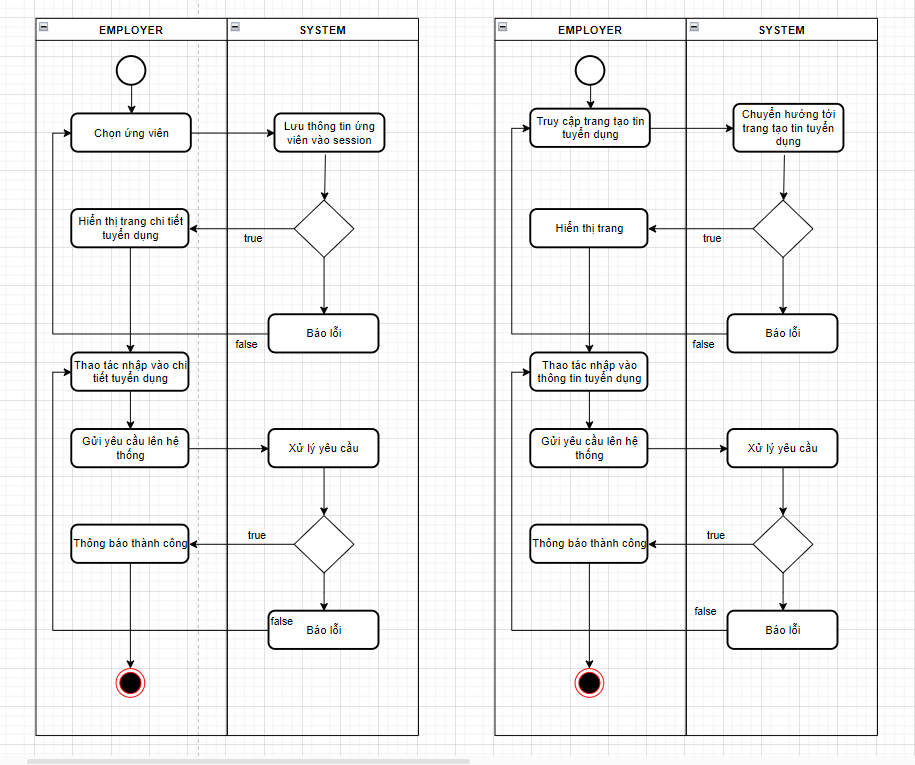 EMPLOYER
SYSTEM
Chọn ứng viên
Lưu thông tin ứng
viên vào session
Hiển thị trang chi tiết
tuyển dụng
true
Báo lỗi
false
Thao tác nhập vào chi
tiết tuyển dụng
Gửi yêu cầu lên hệ
thống
Xử lý yêu cầu
true
Thông báo thành công
false
Báo lỗi
EMPLOYER
SYSTEM
Truy cập trang tạo tin
tuyển dụng
Chuyển hướng tới
trang tạo tin tuyển
dụng
Hiển thị trang
true
Báo lỗi
false
Thao tác nhập vào
thông tin tuyển dụng
Gửi yêu cầu lên hệ
thống
Xử lý yêu cầu
true
Thông báo thành công
false
Báo lỗi